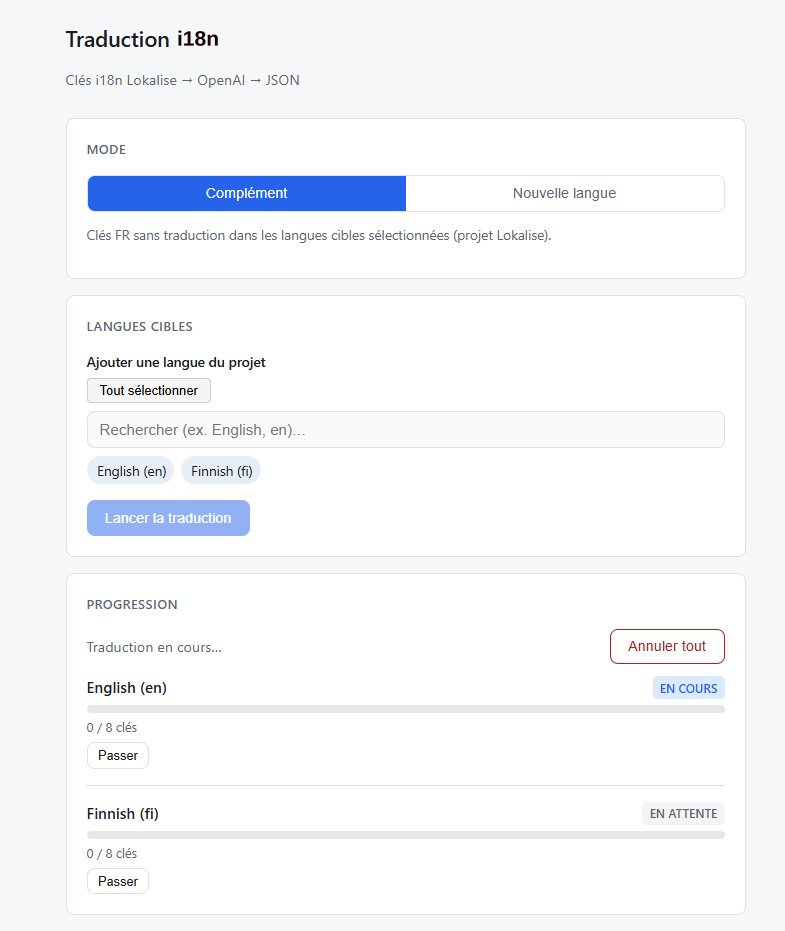 Traduction i18n
Clés i18n Lokalise → OpenAI → JSON
MODE
Complément
Nouvelle langue
Clés FR sans traduction dans les langues cibles sélectionnées (projet Lokalise).
LANGUES CIBLES
Ajouter une langue du projet
Tout sélectionner
Rechercher (ex. English, en)...
English (en)
Finnish (fi)
Lancer la traduction
PROGRESSION
Traduction en cours...
Annuler tout
English (en)
EN COURS
0 / 8 clés
Passer
Finnish (fi)
EN ATTENTE
0 / 8 clés
Passer